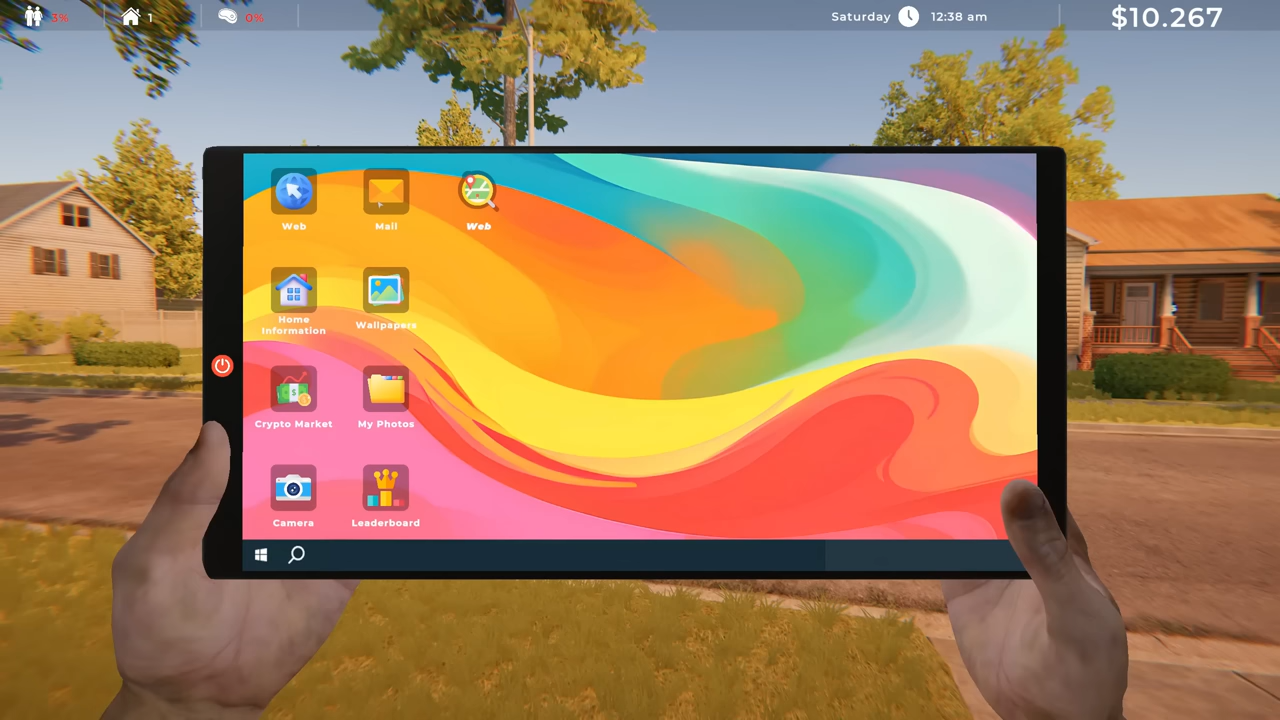 3%
1
0%
Saturday
12:38 am
$10.267
Web
Mail
Web
Home
Information
Wallpapers
Crypto Market
My Photos
Camera
Leaderboard